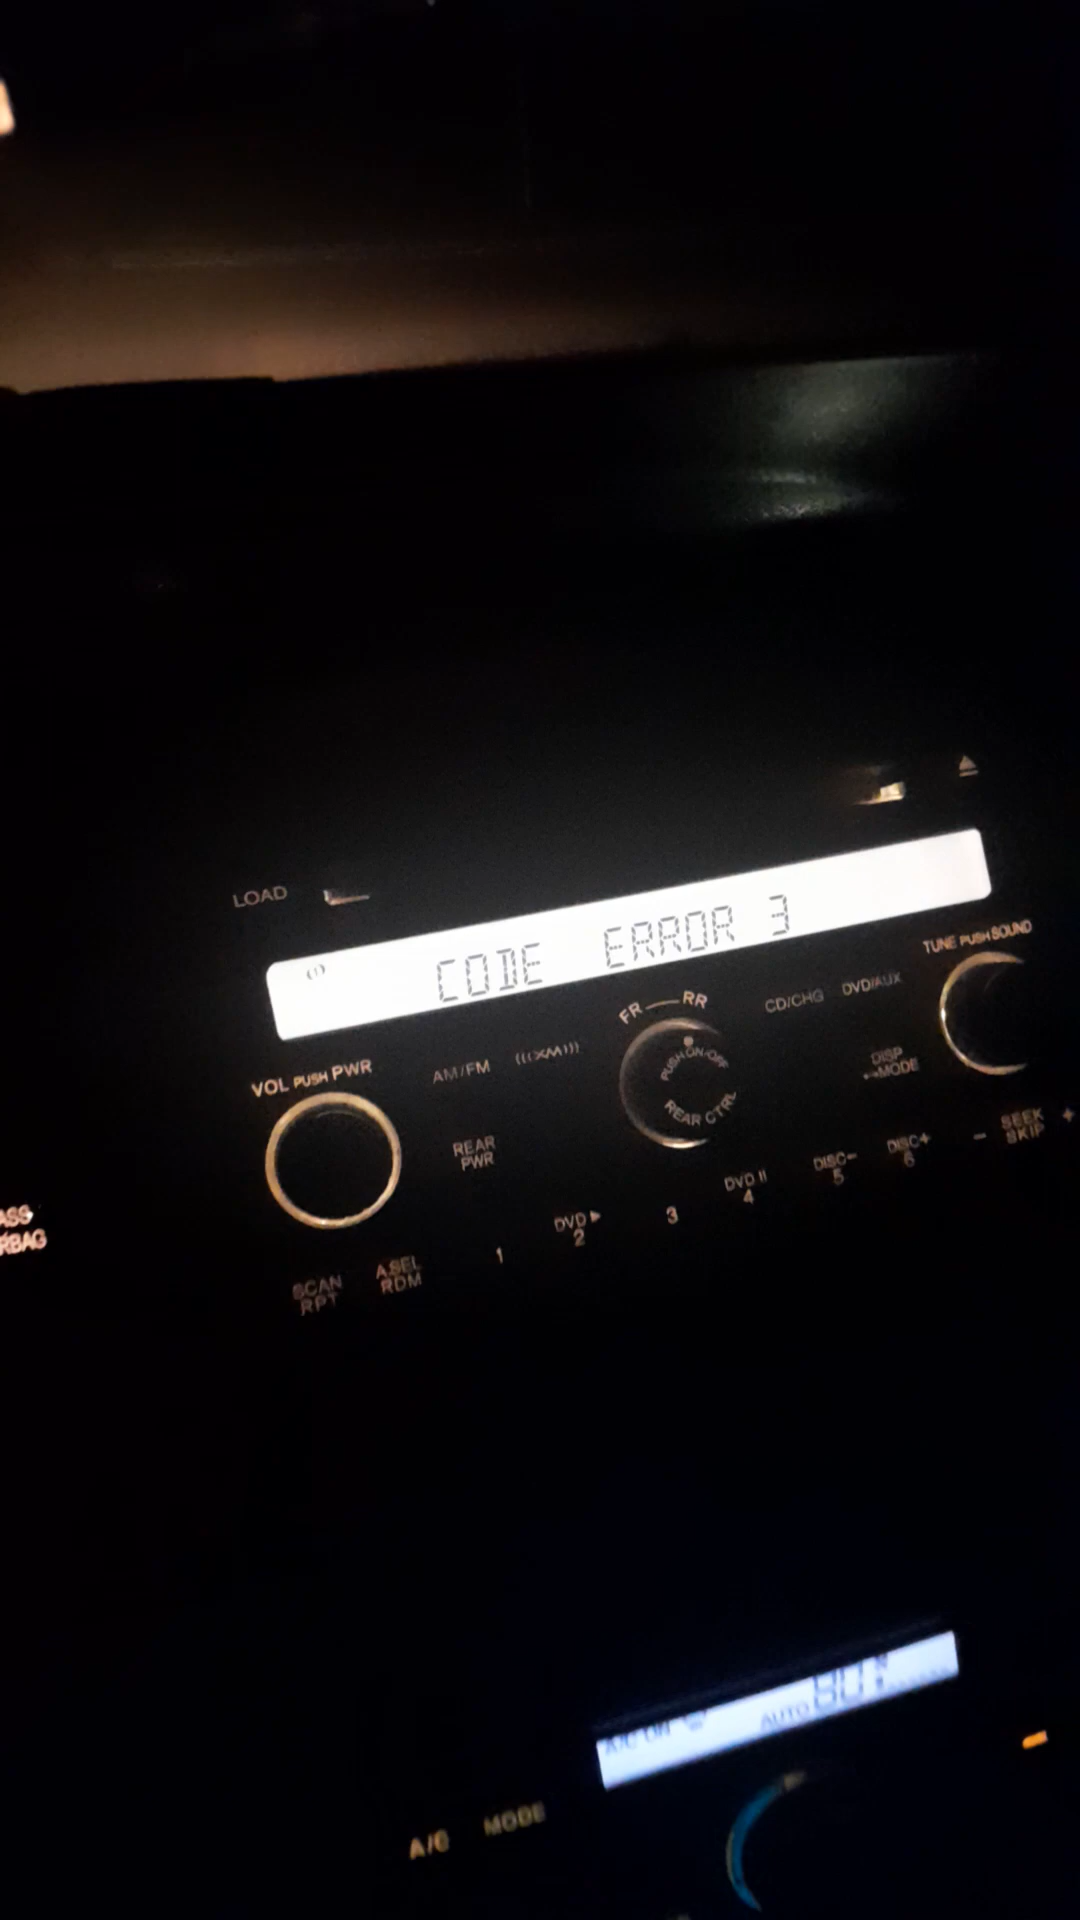 LOAD
CODE ERROR 3
TUNE PUSH SOUND
VOL PUSH PWR
AM/FM
(((XM)))
FR RR
PUSH ON/OFF
REAR CTRL
CD/CHG
DVD/AUX
DISP
MODE
REAR
PWR
SEEK
SKIP
- +
SCAN
RPT
A.SEL
RDM
1
DVD ▶
2
3
DVD II
4
DISC-
5
DISC+
6
AUTO 80
A/C
MODE